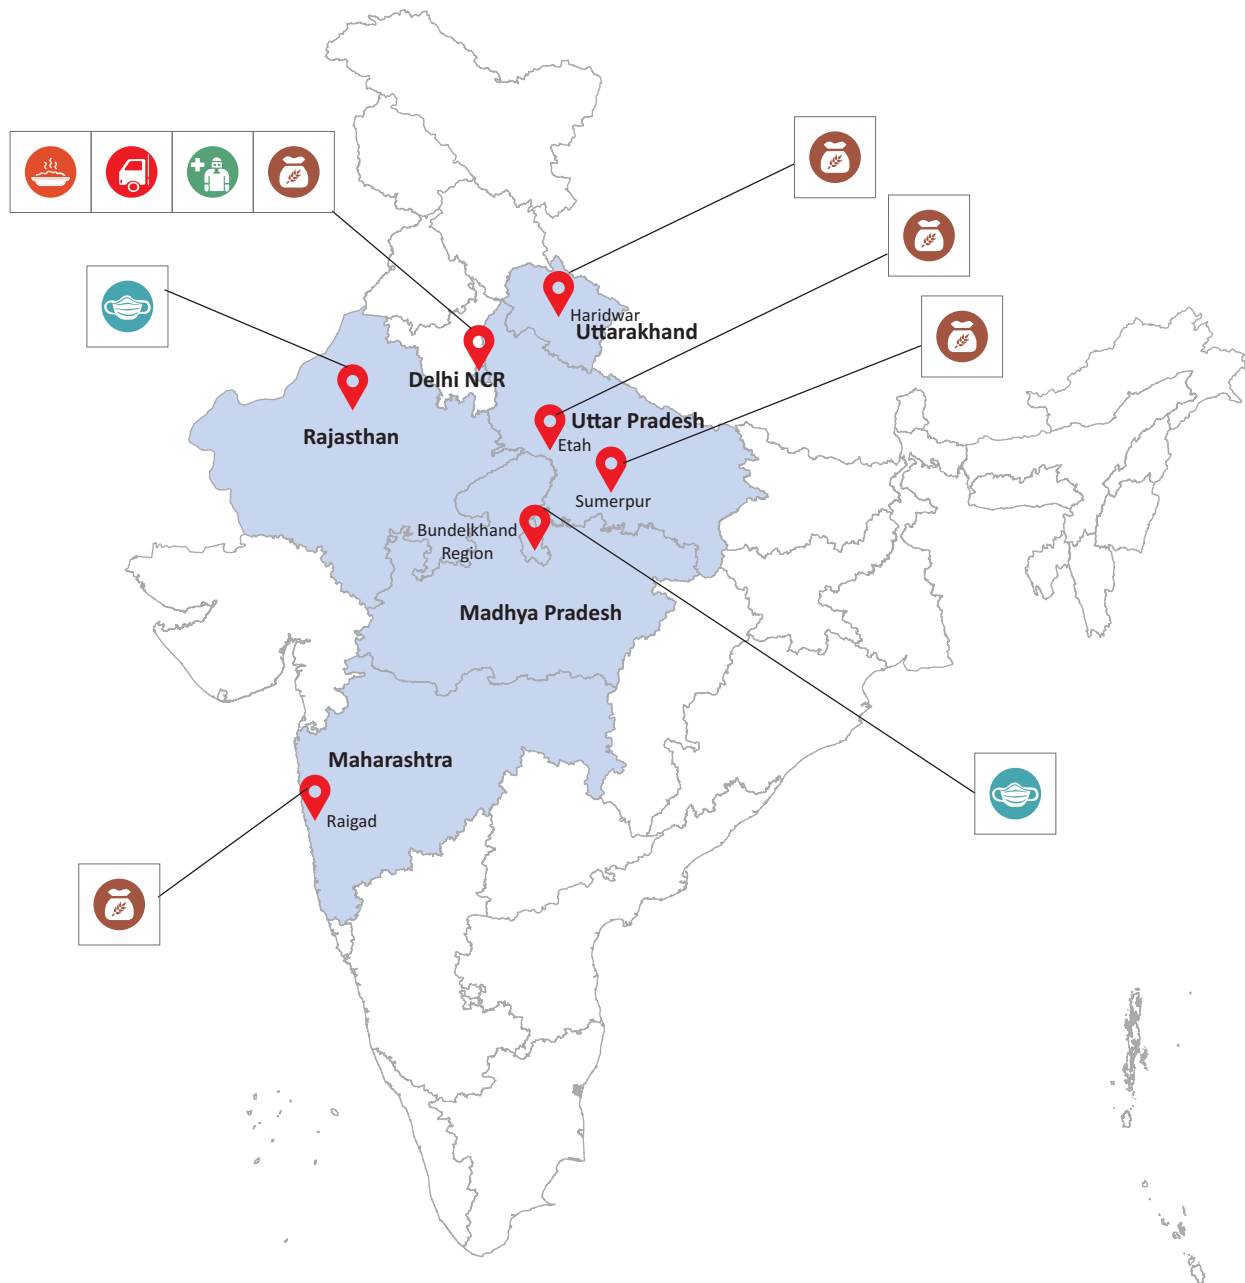 Haridwar
Uttarakhand
Delhi NCR
Rajasthan
Uttar Pradesh
Etah
Sumerpur
Bundelkhand
Region
Madhya Pradesh
Maharashtra
Raigad